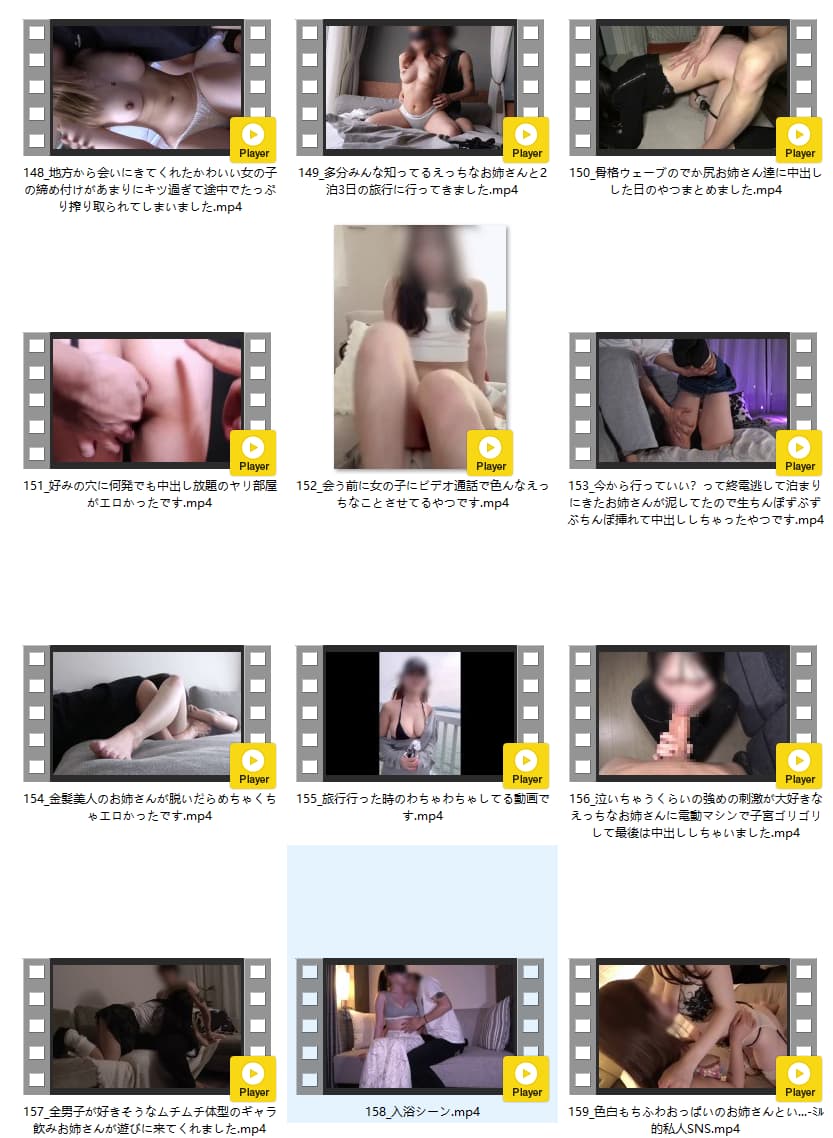 Player
Player
Player
148_地方から会いにきてくれたかわいい女の子
の締め付けがあまりにキツ過ぎて途中でたっぷ
り搾り取られてしまいました.mp4
149_多分みんな知ってるえっちなお姉さんと2
泊3日の旅行に行ってきました.mp4
150_骨格ウェーブのでか尻お姉さん達に中出し
した日のやつまとめました.mp4
Player
Player
Player
151_好みの穴に何発でも中出し放題のヤリ部屋
がエロかったです.mp4
152_会う前に女の子にビデオ通話で色んなえっ
ちなことさせてるやつです.mp4
153_今から行っていい？って終電逃して泊まり
にきたお姉さんが泥してたので生ちんぽずぶず
ぶちんぽ挿れて中出ししちゃったやつです.mp4
Player
Player
Player
154_金髪美人のお姉さんが脱いだらめちゃくち
ゃエロかったです.mp4
155_旅行行った時のわちゃわちゃしてる動画で
す.mp4
156_泣いちゃうくらいの強めの刺激が大好きな
えっちなお姉さんに電動マシンで子宮ゴリゴリ
して最後は中出ししちゃいました.mp4
Player
Player
Player
157_全男子が好きそうなムチムチ体型のギャラ
飲みお姉さんが遊びに来てくれました.mp4
158_入浴シーン.mp4
159_色白もちふわおっぱいのお姉さんとい...-ﾐﾙ
的私人SNS.mp4